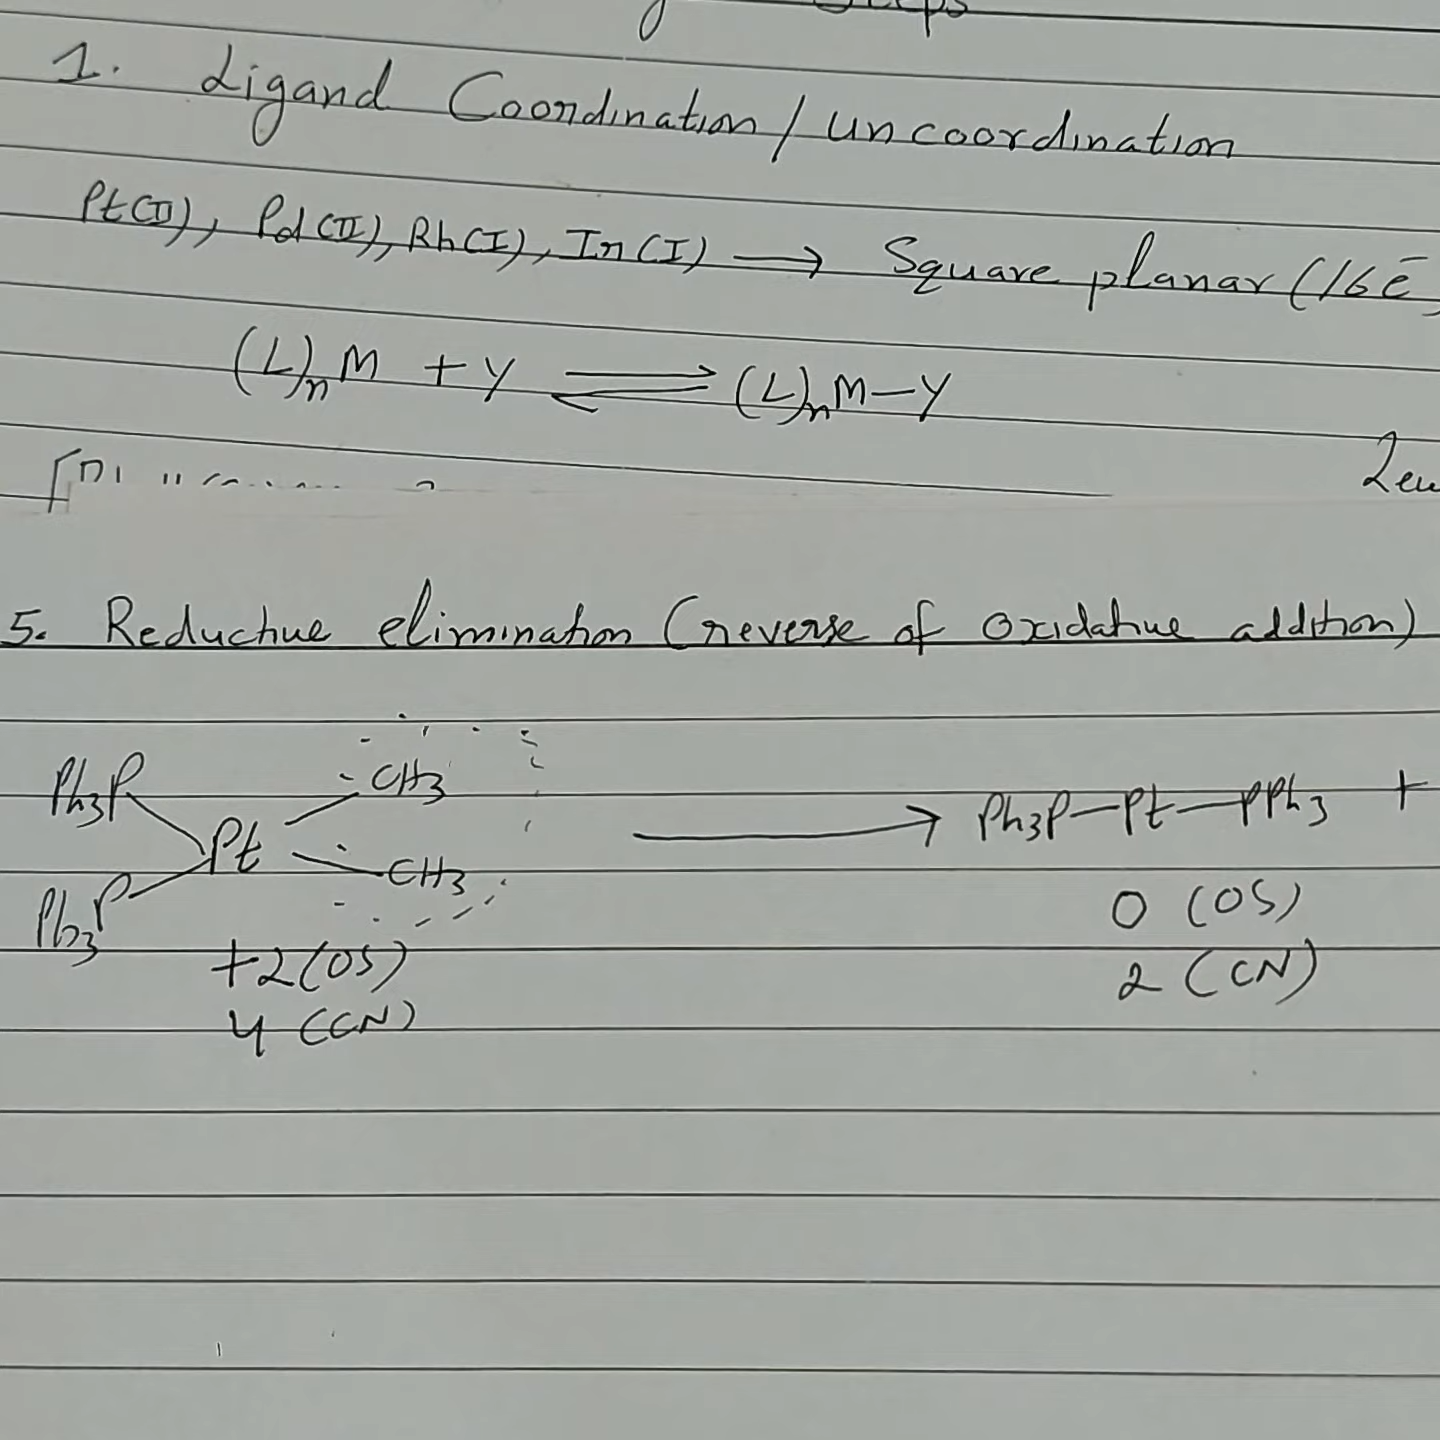 1. Ligand Coordination / uncoordination
Pt(II), Pd(II), Rh(I), Ir(I) → Square planar (16e⁻)
(L)ₙM + Y ⇌ (L)ₙM—Y
5. Reductive elimination (reverse of oxidative addition)
Ph₃P CH₃
Pt → Ph₃P—Pt—PPh₃ +
Ph₃P CH₃
+2 (OS) 0 (OS)
4 (CN) 2 (CN)